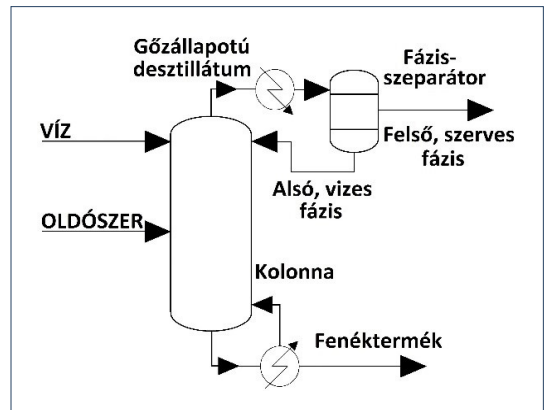 Gőzállapotú
desztillátum
Fázis-
szeparátor
VÍZ
Felső, szerves
fázis
Alsó, vizes
fázis
OLDÓSZER
Kolonna
Fenéktermék